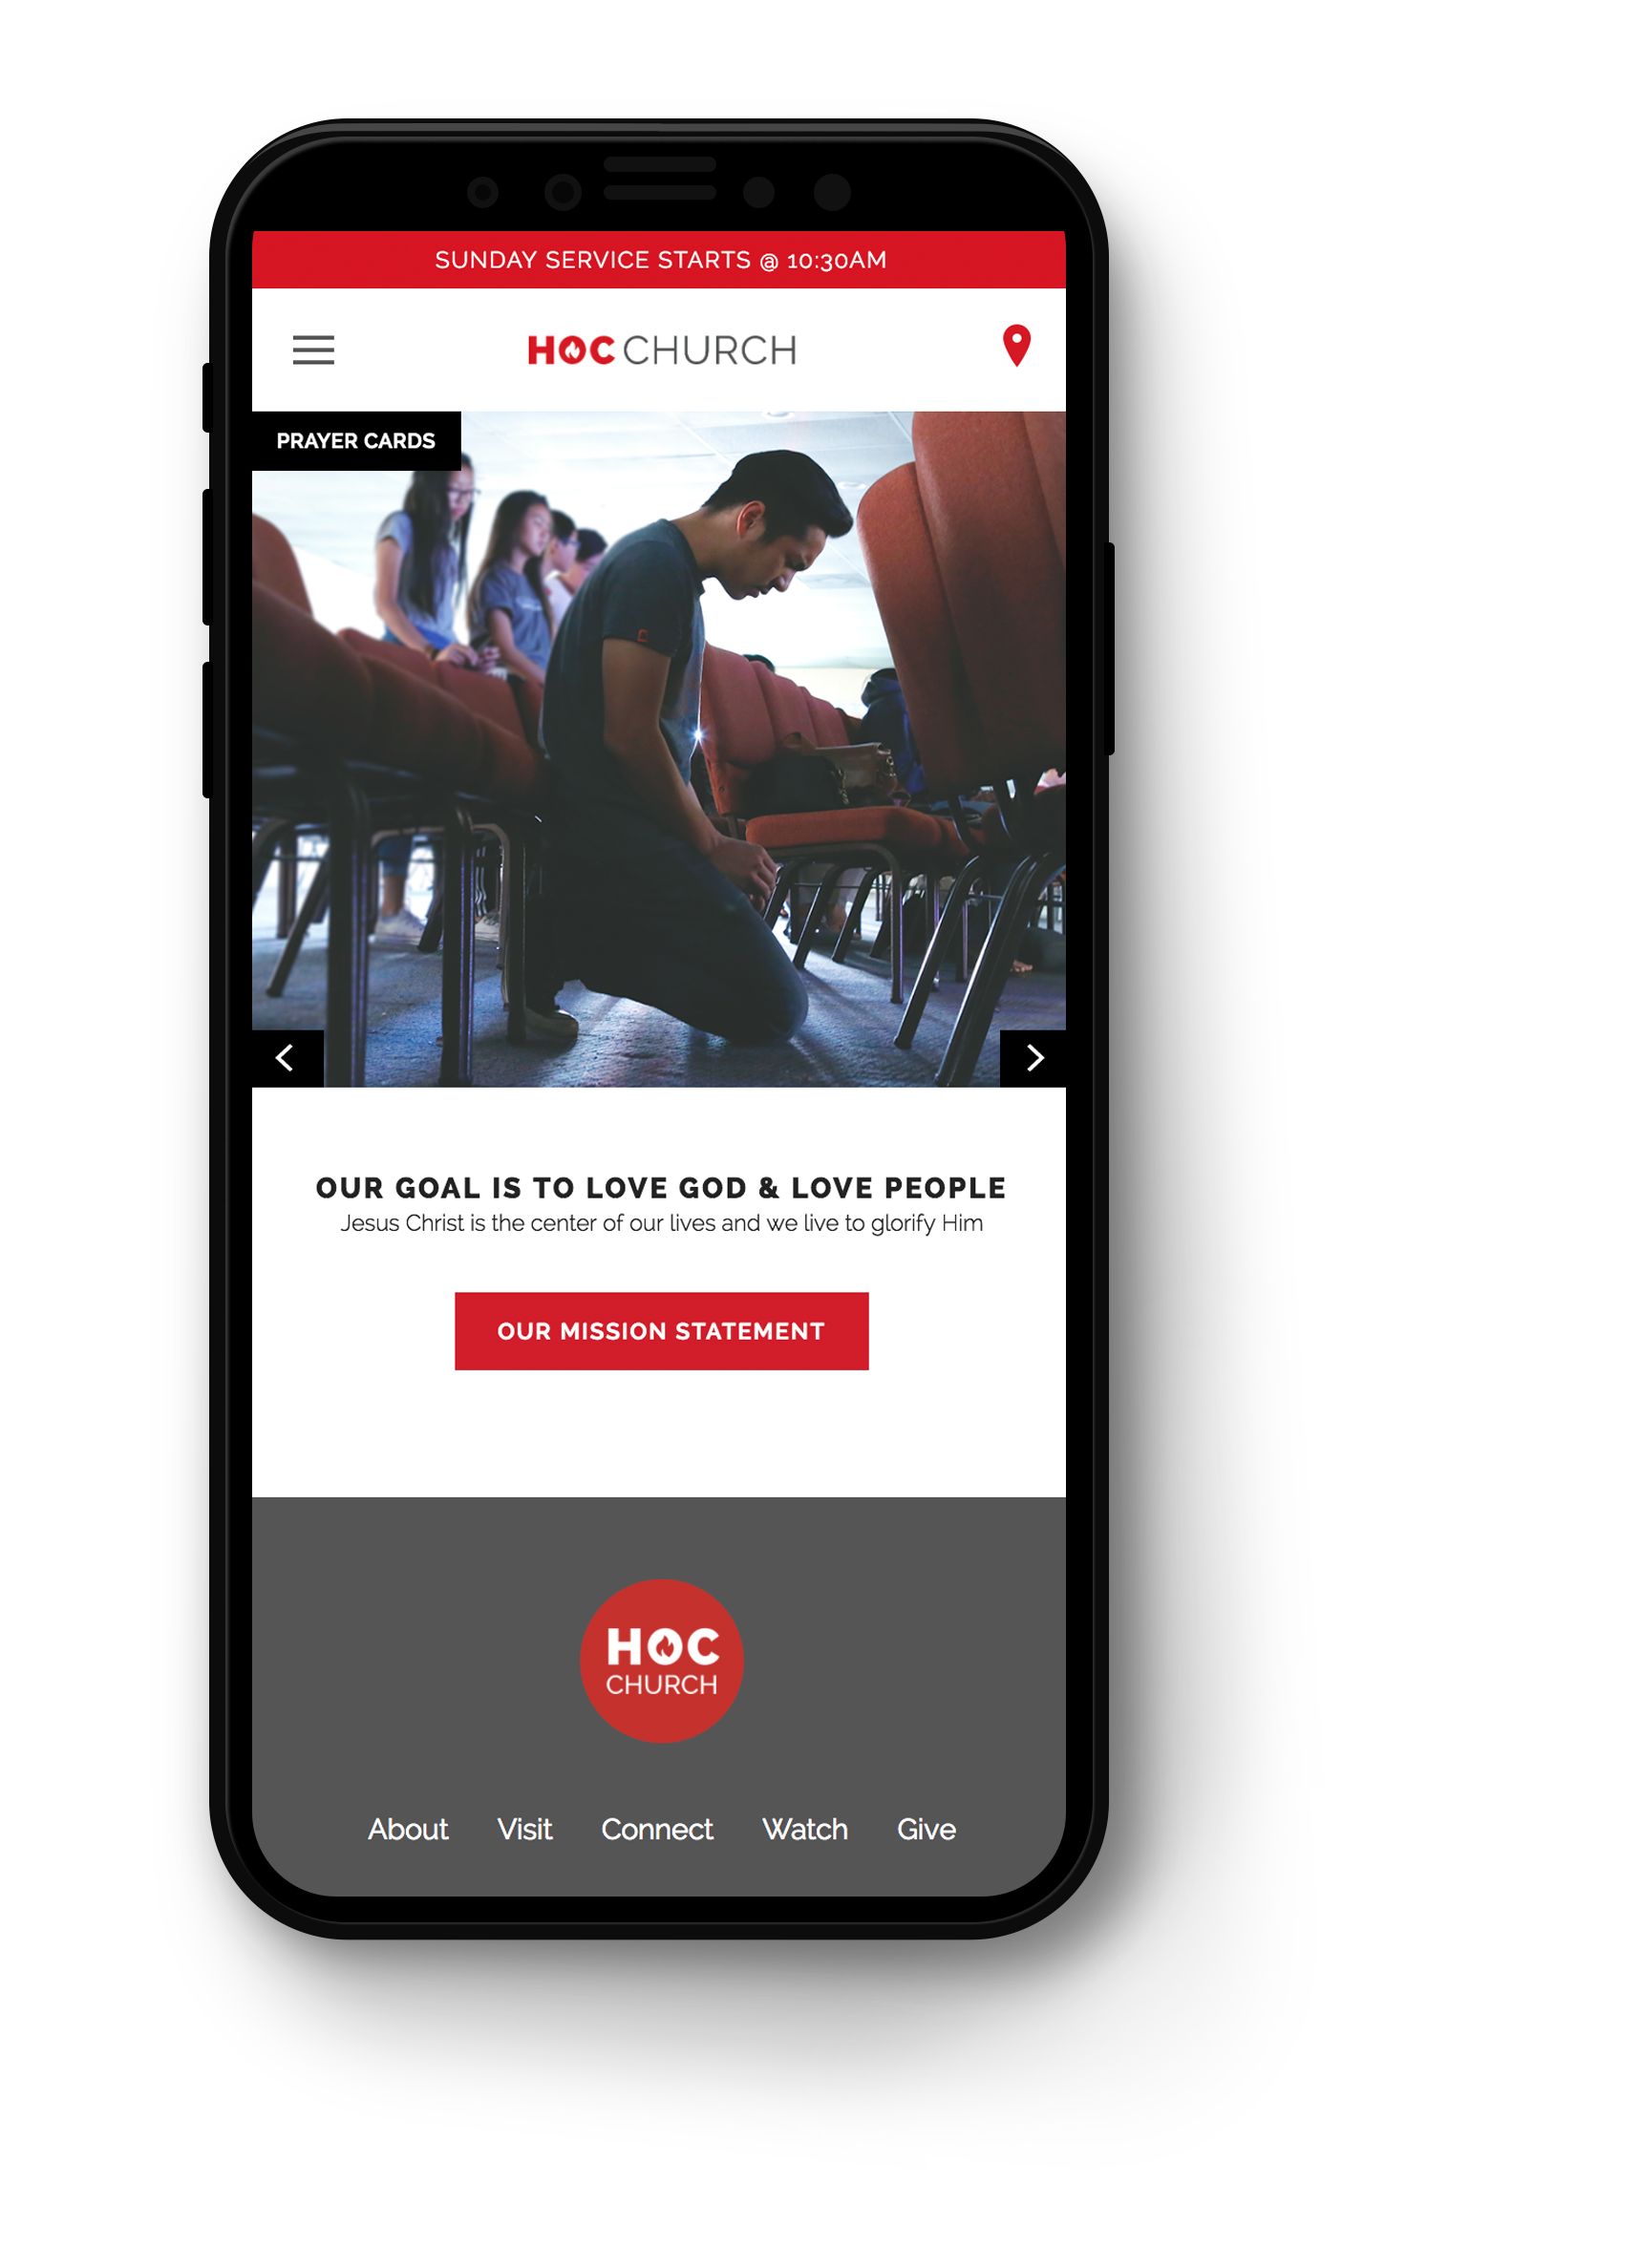 SUNDAY SERVICE STARTS @ 10:30AM
HOC CHURCH
PRAYER CARDS
OUR GOAL IS TO LOVE GOD & LOVE PEOPLE
Jesus Christ is the center of our lives and we live to glorify Him
OUR MISSION STATEMENT
HOC
CHURCH
About Visit Connect Watch Give